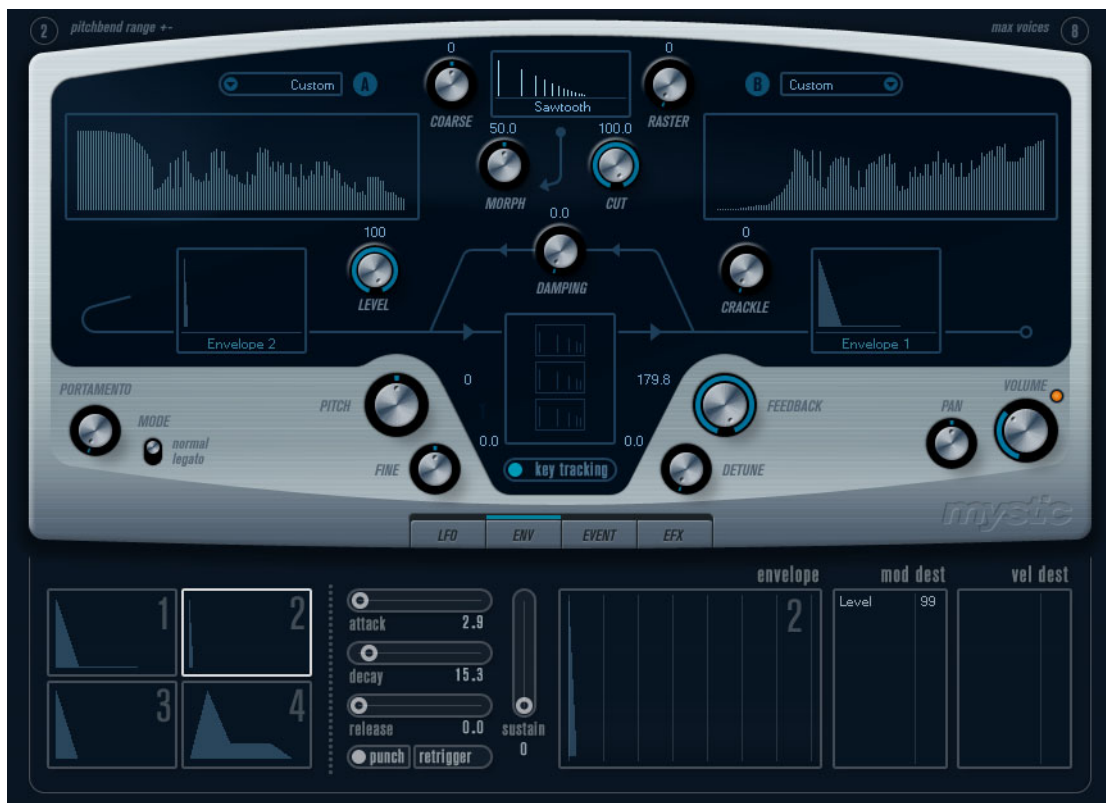 2 pitchbend range +-
max voices 8
0
0
Custom A
B Custom
Sawtooth
COARSE
RASTER
50.0
100.0
MORPH
CUT
0.0
100
0
DAMPING
LEVEL
CRACKLE
Envelope 2
Envelope 1
PORTAMENTO
VOLUME
0
179.8
PITCH
FEEDBACK
PAN
MODE
normal
legato
0.0
0.0
FINE
key tracking
DETUNE
mystic
LFO ENV EVENT EFX
envelope mod dest vel dest
1 2
attack 2.9
2
Level 99
decay 15.3
3 4
release 0.0
sustain
0
punch retrigger